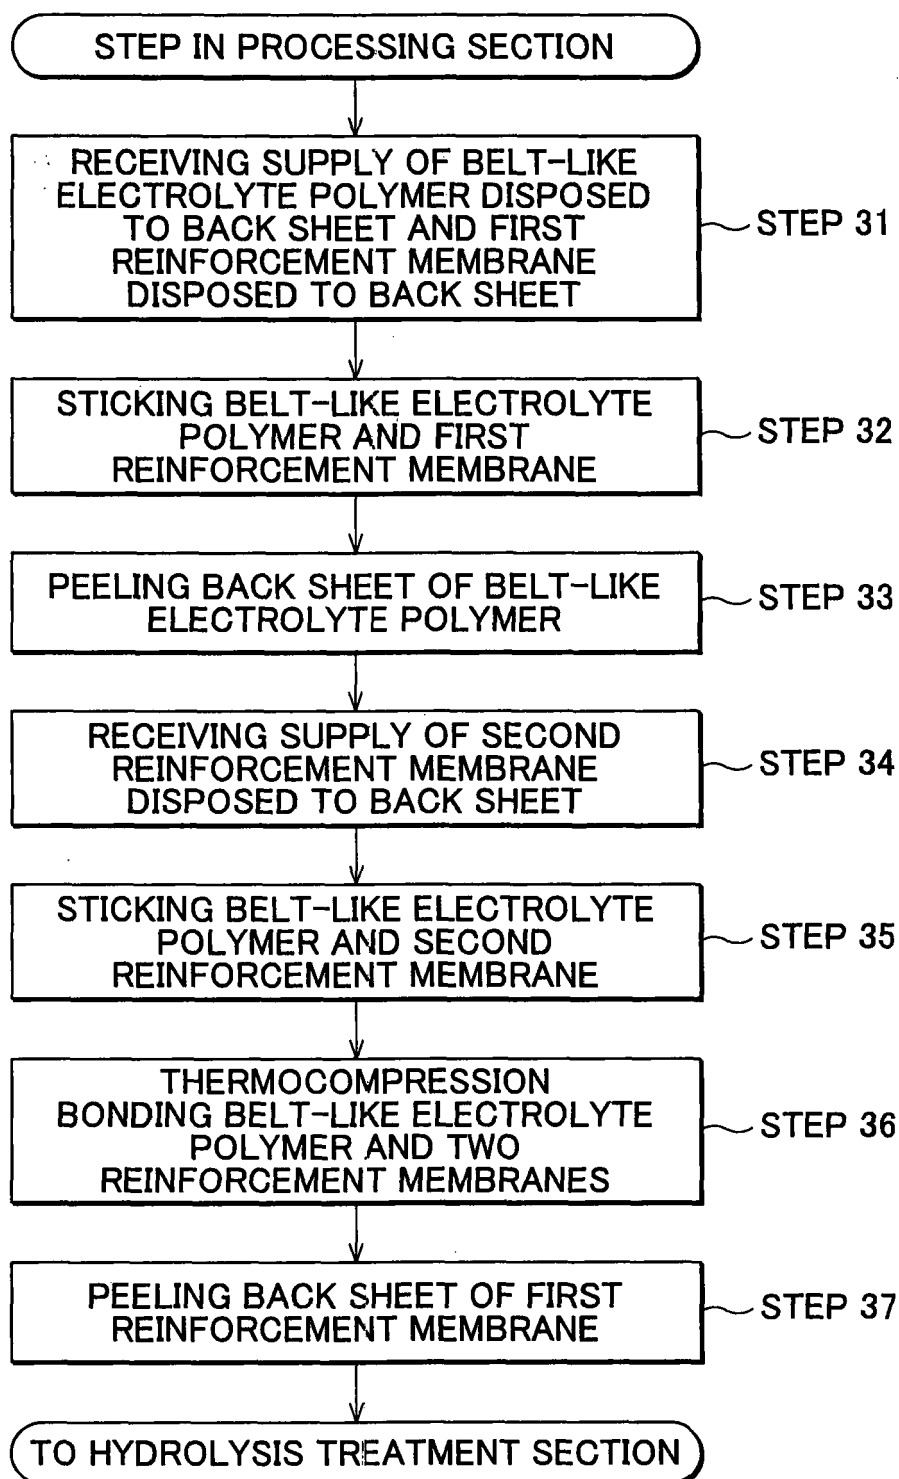 STEP IN PROCESSING SECTION
RECEIVING SUPPLY OF BELT-LIKE
ELECTROLYTE POLYMER DISPOSED
TO BACK SHEET AND FIRST
REINFORCEMENT MEMBRANE
DISPOSED TO BACK SHEET
STEP 31
STICKING BELT-LIKE ELECTROLYTE
POLYMER AND FIRST
REINFORCEMENT MEMBRANE
STEP 32
PEELING BACK SHEET OF BELT-LIKE
ELECTROLYTE POLYMER
STEP 33
RECEIVING SUPPLY OF SECOND
REINFORCEMENT MEMBRANE
DISPOSED TO BACK SHEET
STEP 34
STICKING BELT-LIKE ELECTROLYTE
POLYMER AND SECOND
REINFORCEMENT MEMBRANE
STEP 35
THERMOCOMPRESSION
BONDING BELT-LIKE ELECTROLYTE
POLYMER AND TWO
REINFORCEMENT MEMBRANES
STEP 36
PEELING BACK SHEET OF FIRST
REINFORCEMENT MEMBRANE
STEP 37
TO HYDROLYSIS TREATMENT SECTION